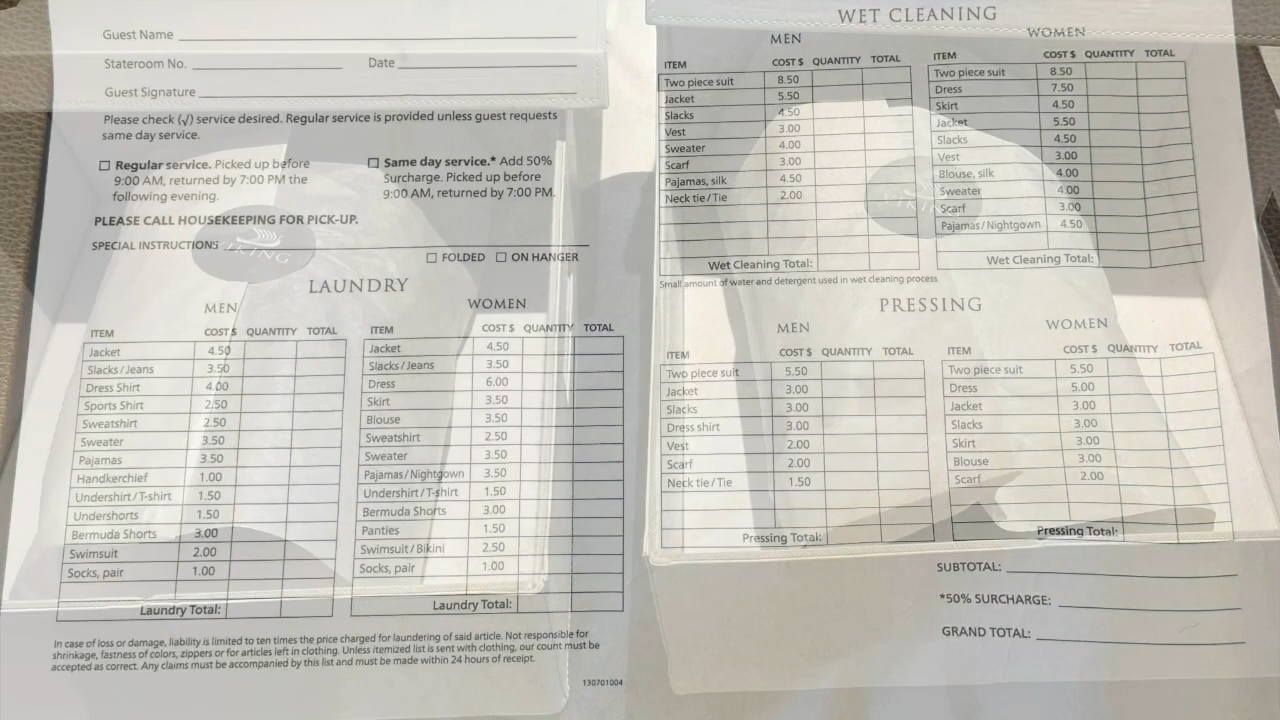 Guest Name
Stateroom No. Date
Guest Signature
Please check (√) service desired. Regular service is provided unless guest requests
same day service.
☐ Regular service. Picked up before
9:00 AM, returned by 7:00 PM the
following evening.
☐ Same day service.* Add 50%
Surcharge. Picked up before
9:00 AM, returned by 7:00 PM.
PLEASE CALL HOUSEKEEPING FOR PICK-UP.
SPECIAL INSTRUCTIONS
VIKING
☐ FOLDED ☐ ON HANGER
LAUNDRY
MEN
ITEM COST $ QUANTITY TOTAL
Jacket 4.50
Slacks/Jeans 3.50
Dress Shirt 4.00
Sports Shirt 2.50
Sweatshirt 2.50
Sweater 3.50
Pajamas 3.50
Handkerchief 1.00
Undershirt/T-shirt 1.50
Undershorts 1.50
Bermuda Shorts 3.00
Swimsuit 2.00
Socks, pair 1.00
Laundry Total:
WOMEN
ITEM COST $ QUANTITY TOTAL
Jacket 4.50
Slacks/Jeans 3.50
Dress 6.00
Skirt 3.50
Blouse 3.50
Sweatshirt 2.50
Sweater 3.50
Pajamas/Nightgown 3.50
Undershirt/T-shirt 1.50
Bermuda Shorts 3.00
Panties 1.50
Swimsuit/Bikini 2.50
Socks, pair 1.00
Laundry Total:
In case of loss or damage, liability is limited to ten times the price charged for laundering of said article. Not responsible for
shrinkage, fastness of colors, zippers or for articles left in clothing. Unless itemized list is sent with clothing, our count must be
accepted as correct. Any claims must be accompanied by this list and must be made within 24 hours of receipt.
130701004
WET CLEANING
MEN
ITEM COST $ QUANTITY TOTAL
Two piece suit 8.50
Jacket 5.50
Slacks 4.50
Vest 3.00
Sweater 4.00
Scarf 3.00
Pajamas, silk 4.50
Neck tie/Tie 2.00
Wet Cleaning Total:
WOMEN
ITEM COST $ QUANTITY TOTAL
Two piece suit 8.50
Dress 7.50
Skirt 4.50
Jacket 5.50
Slacks 4.50
Vest 3.00
Blouse, silk 4.00
Sweater 4.00
Scarf 3.00
Pajamas/Nightgown 4.50
Wet Cleaning Total:
VIKING
Small amount of water and detergent used in wet cleaning process
PRESSING
MEN
ITEM COST $ QUANTITY TOTAL
Two piece suit 5.50
Jacket 3.00
Slacks 3.00
Dress shirt 3.00
Vest 2.00
Scarf 2.00
Neck tie/Tie 1.50
Pressing Total:
WOMEN
ITEM COST $ QUANTITY TOTAL
Two piece suit 5.50
Dress 5.00
Jacket 3.00
Slacks 3.00
Skirt 3.00
Blouse 3.00
Scarf 2.00
Pressing Total:
SUBTOTAL:
*50% SURCHARGE:
GRAND TOTAL: